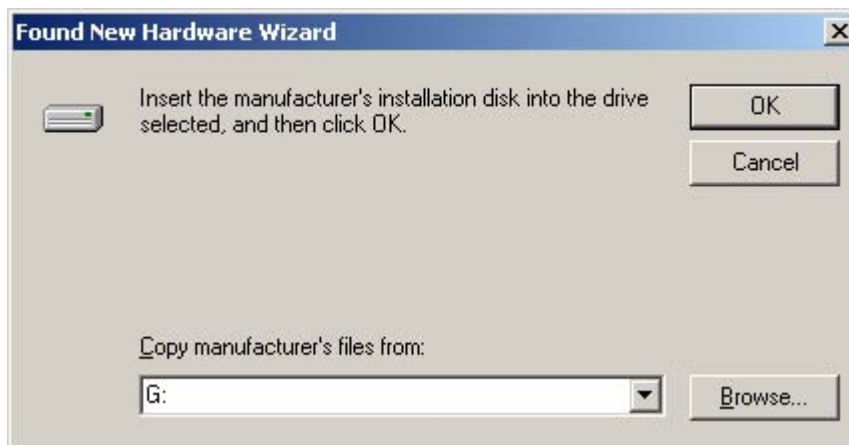 Found New Hardware Wizard
Insert the manufacturer's installation disk into the drive
selected, and then click OK.
OK
Cancel
Copy manufacturer's files from:
G:
Browse...